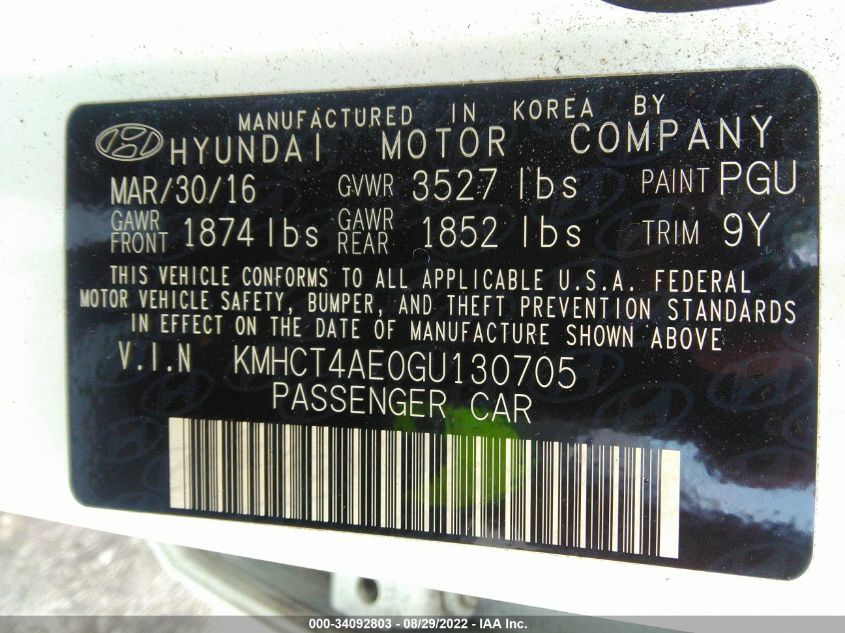 MANUFACTURED IN KOREA BY
HYUNDAI MOTOR COMPANY
MAR/30/16 GVWR 3527 lbs PAINT PGU
GAWR FRONT 1874 lbs GAWR REAR 1852 lbs TRIM 9Y
THIS VEHICLE CONFORMS TO ALL APPLICABLE U.S.A. FEDERAL
MOTOR VEHICLE SAFETY, BUMPER, AND THEFT PREVENTION STANDARDS
IN EFFECT ON THE DATE OF MANUFACTURE SHOWN ABOVE
V.I.N KMHCT4AE0GU130705
PASSENGER CAR
000-34092803 - 08/29/2022 - IAA Inc.